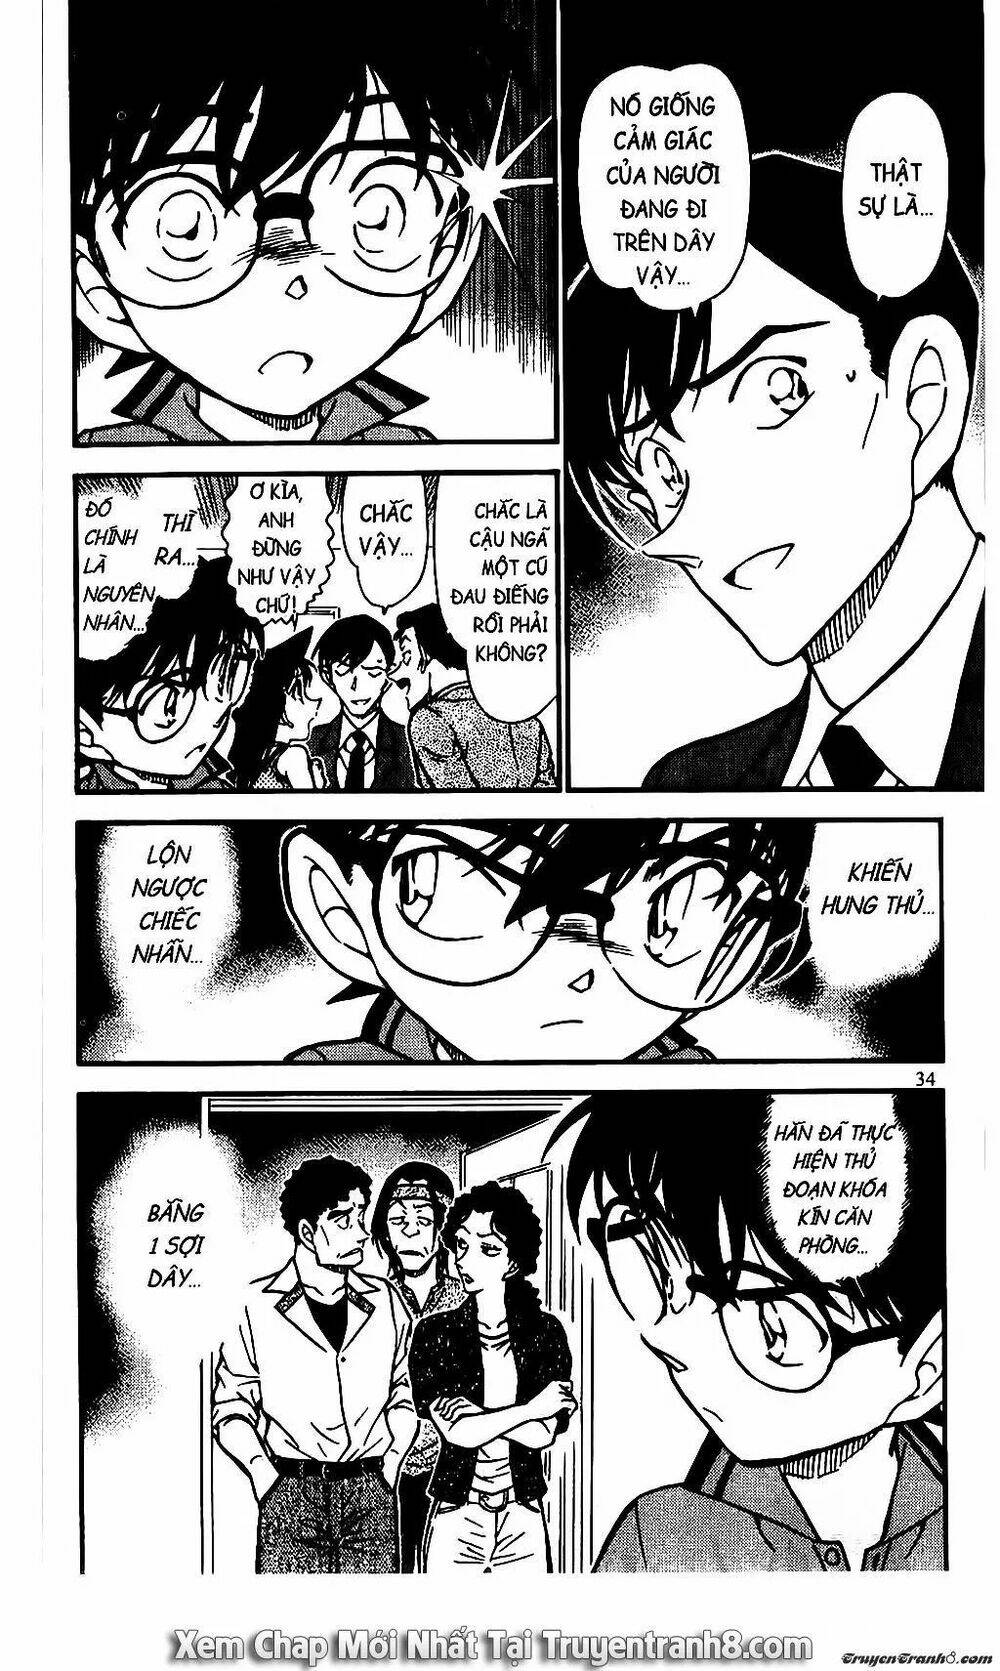 THẬT
SỰ LÀ...
NÓ GIỐNG
CẢM GIÁC
CỦA NGƯỜI
ĐANG ĐI
TRÊN DÂY
VẬY...
CHẮC LÀ
CẬU NGÃ
MỘT CÚ
ĐAU ĐIẾNG
RỒI PHẢI
KHÔNG?
CHẮC
VẬY...
Ơ KÌA,
ANH
ĐỪNG
NHƯ VẬY
CHỨ!
THÌ
RA...
ĐÓ
CHÍNH
LÀ
NGUYÊN
NHÂN...
KHIẾN
HUNG THỦ...
LỘN
NGƯỢC
CHIẾC
NHẪN...
34
HẮN ĐÃ THỰC
HIỆN THỦ
ĐOẠN KHÓA
KÍN CĂN
PHÒNG...
BẰNG
1 SỢI
DÂY...
Xem Chap Mới Nhất Tại Truyentranh8.com
TruyenTranh8.com